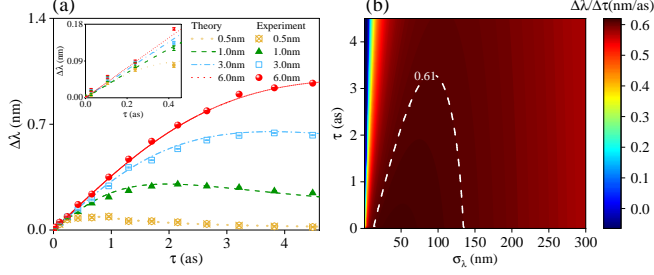 (a)
Theory Experiment
0.5nm 0.5nm
1.0nm 1.0nm
3.0nm 3.0nm
6.0nm 6.0nm
Δλ (nm)
1.4
0.7
0.0
0 1 2 3 4
τ (as)
Δλ (nm)
0.18
0.09
0.00
0.0 0.2 0.4
τ (as)
(b)
Δλ/Δτ(nm/as)
τ (as)
4
3
2
1
0
0.61
50 100 150 200 250 300
σλ (nm)
0.6
0.5
0.4
0.3
0.2
0.1
0.0